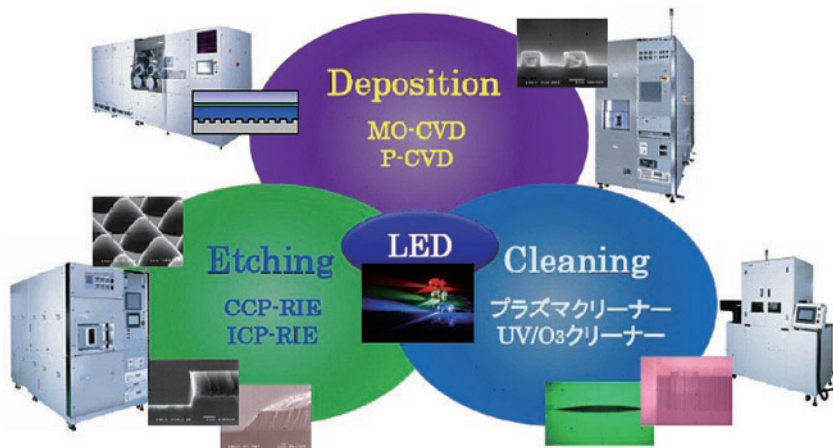 Deposition
MO-CVD
P-CVD
LED
Etching
CCP-RIE
ICP-RIE
Cleaning
プラズマクリーナー
UV/O3クリーナー